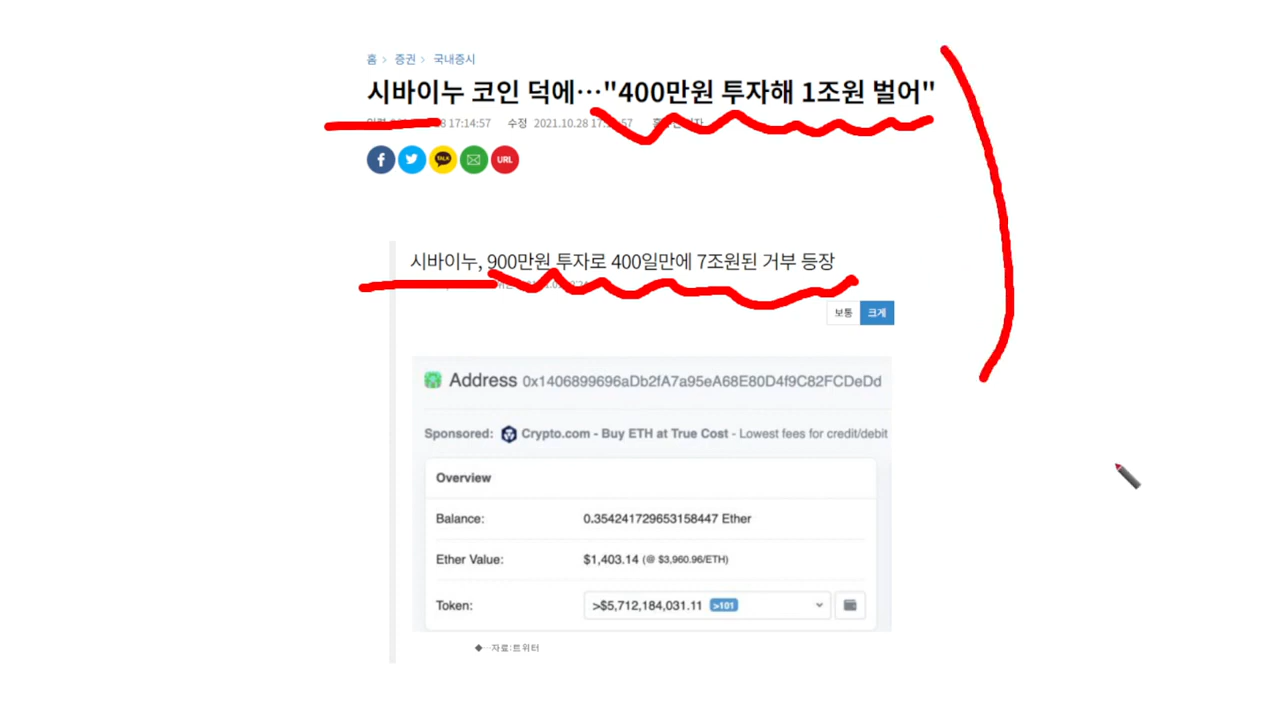 홈 > 증권 > 국내증시
시바이누 코인 덕에…"400만원 투자해 1조원 벌어"
17:14:57 수정 2021.10.28
TALK URL
시바이누, 900만원 투자로 400일만에 7조원된 거부 등장
보통 크게
Address 0x1406899696aDb2fA7a95eA68E80D4f9C82FCDeDd
Sponsored: Crypto.com - Buy ETH at True Cost - Lowest fees for credit/debit
Overview
Balance: 0.354241729653158447 Ether
Ether Value: $1,403.14 (@ $3,960.96/ETH)
Token: >$5,712,184,031.11 >101
◆…자료:트위터